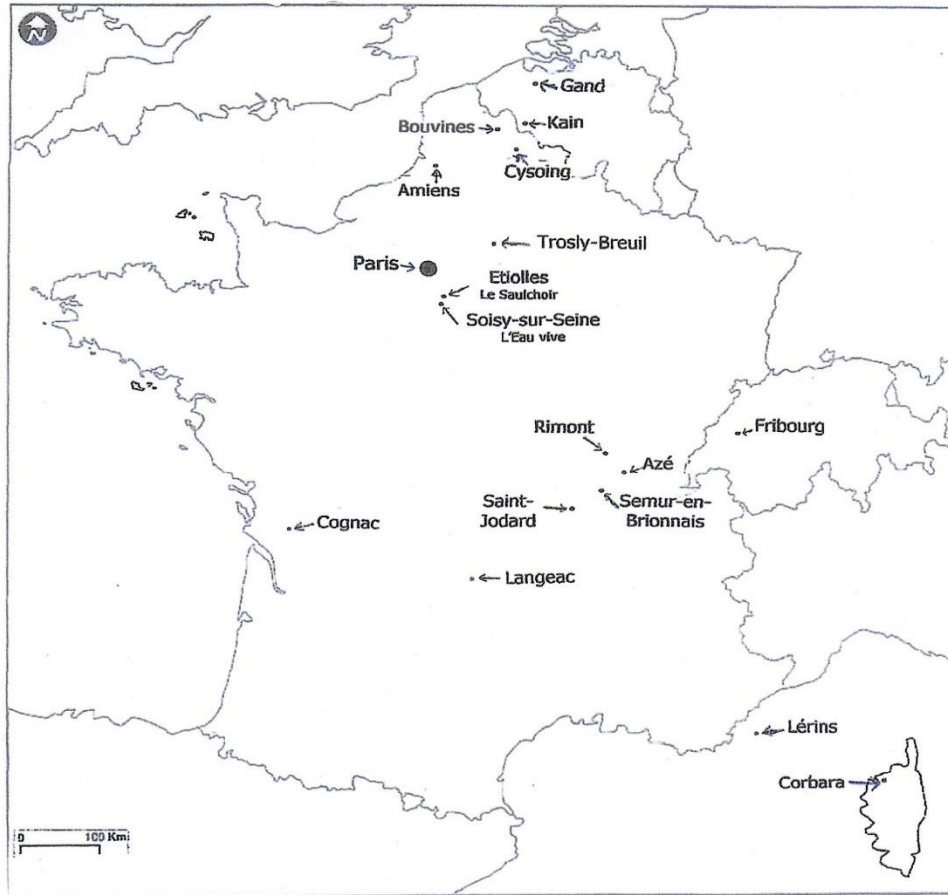 N
Gand
Kain
Bouvines
Cysoing
Amiens
Trosly-Breuil
Paris
Etiolles
Le Saulchoir
Soisy-sur-Seine
L'Eau vive
Rimont
Fribourg
Azé
Saint-
Jodard
Semur-en-
Brionnais
Cognac
Langeac
Lérins
Corbara
0 100 Km